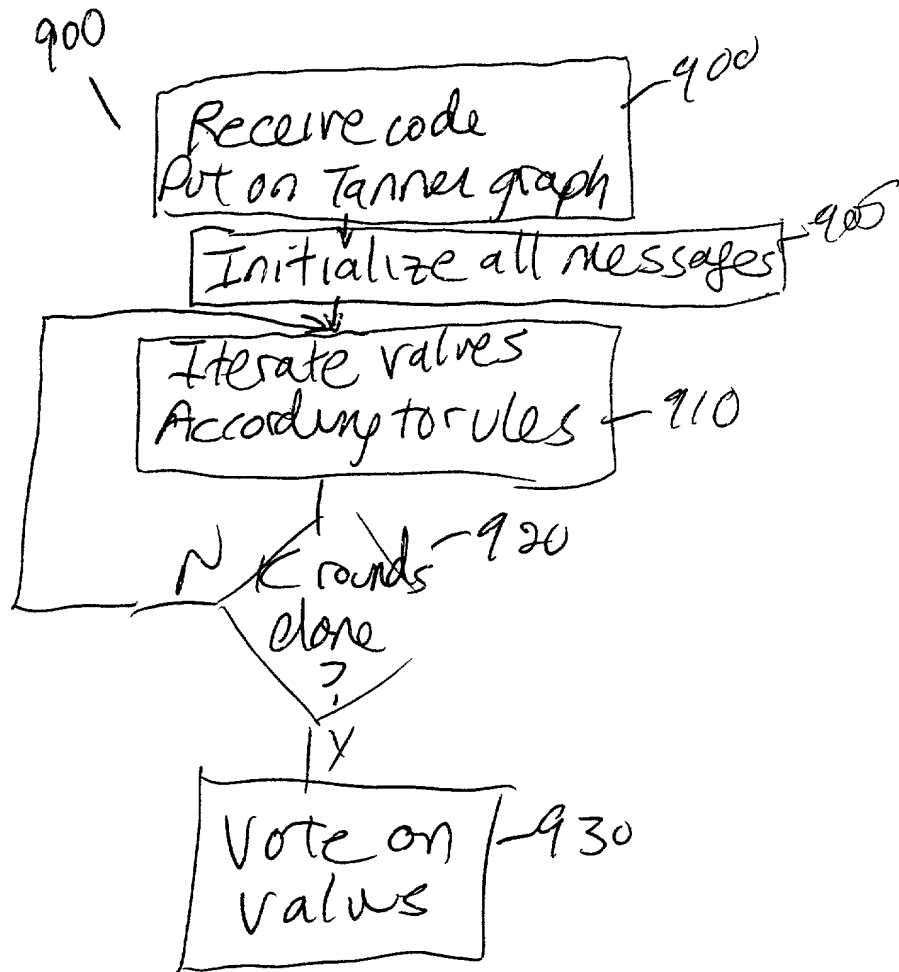 900
900
Receive code
Put on Tanner graph
905
Initialize all messages
Iterate values
According to rules
910
920
N K rounds
done
?
Y
Vote on
930
values